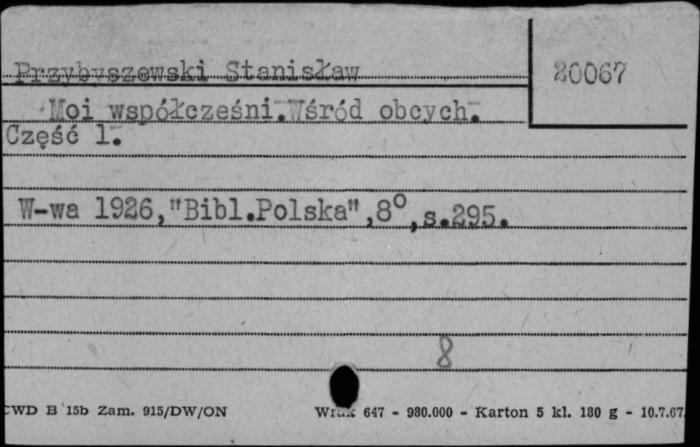 Przybyszewski Stanisław
20067
Moi współcześni. Wśród obcych.
Część 1.
W-wa 1926, "Bibl.Polska", 8°, s.295.
8
CWD B 15b Zam. 915/DW/ON
647 - 980.000 - Karton 5 kl. 180 g - 10.7.67